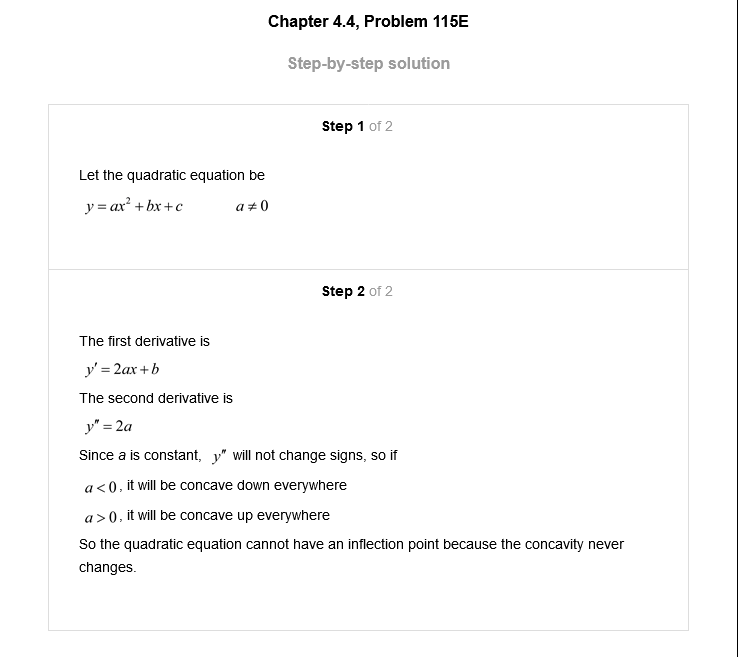 Chapter 4.4, Problem 115E
Step-by-step solution
Step 1 of 2
Let the quadratic equation be
y = ax² + bx + c a ≠ 0
Step 2 of 2
The first derivative is
y′ = 2ax + b
The second derivative is
y″ = 2a
Since a is constant, y″ will not change signs, so if
a < 0, it will be concave down everywhere
a > 0, it will be concave up everywhere
So the quadratic equation cannot have an inflection point because the concavity never
changes.